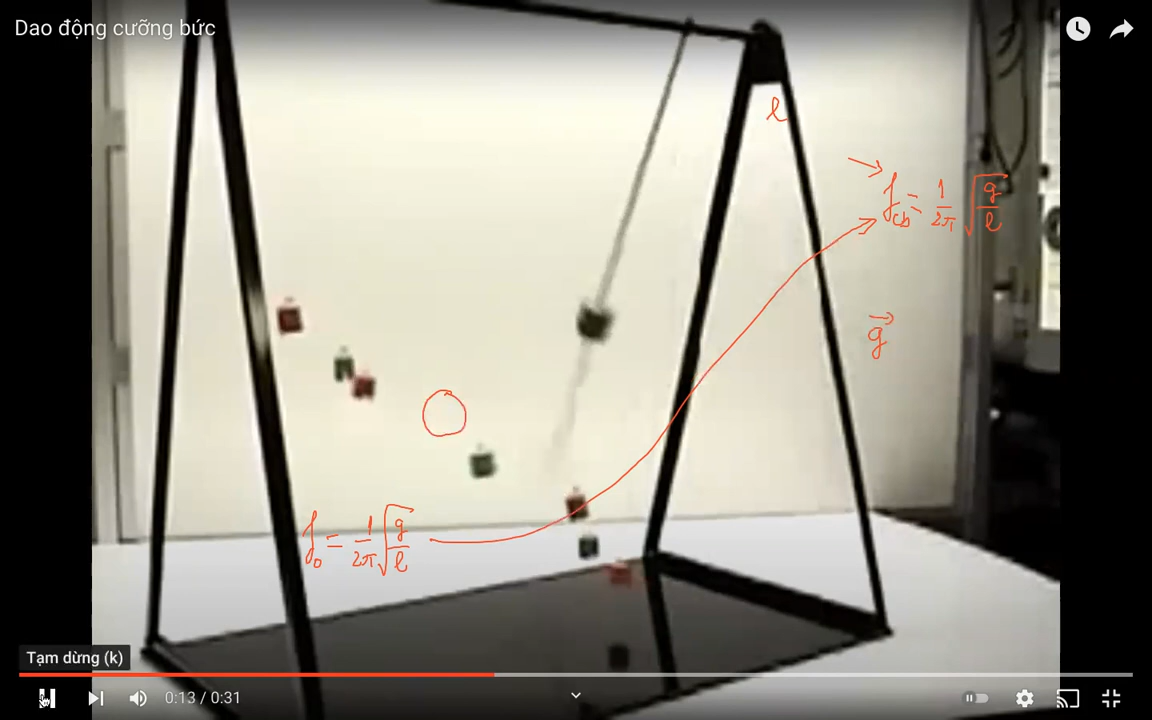 Dao động cưỡng bức
l
f_cb = 1/2π √(g/l)
g⃗
f_0 = 1/2π √(g/l)
Tạm dừng (k)
0:13 / 0:31